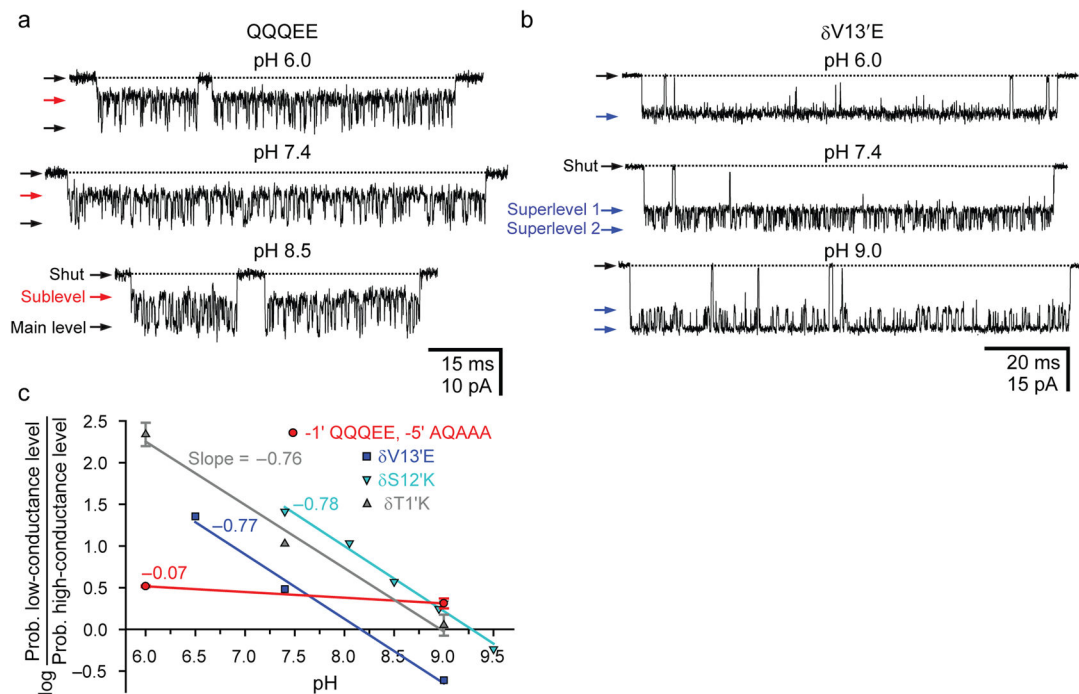 a
QQQEE
pH 6.0
pH 7.4
pH 8.5
Shut
Sublevel
Main level
15 ms
10 pA
b
δV13'E
pH 6.0
pH 7.4
Shut
Superlevel 1
Superlevel 2
pH 9.0
20 ms
15 pA
c
log Prob. low-conductance level
Prob. high-conductance level
2.5
2.0
1.5
1.0
0.5
0.0
−0.5
-1' QQQEE, -5' AQAAA
δV13'E
δS12'K
δT1'K
Slope = −0.76
−0.78
−0.77
−0.07
6.0 6.5 7.0 7.5 8.0 8.5 9.0 9.5
pH